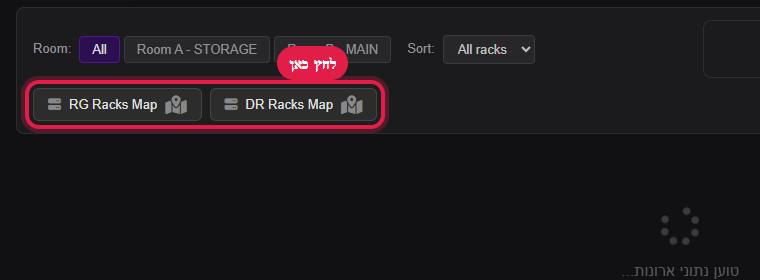 Room: All Room A - STORAGE MAIN Sort: All racks
לחץ כאן
RG Racks Map DR Racks Map
טוען נתוני ארונות...